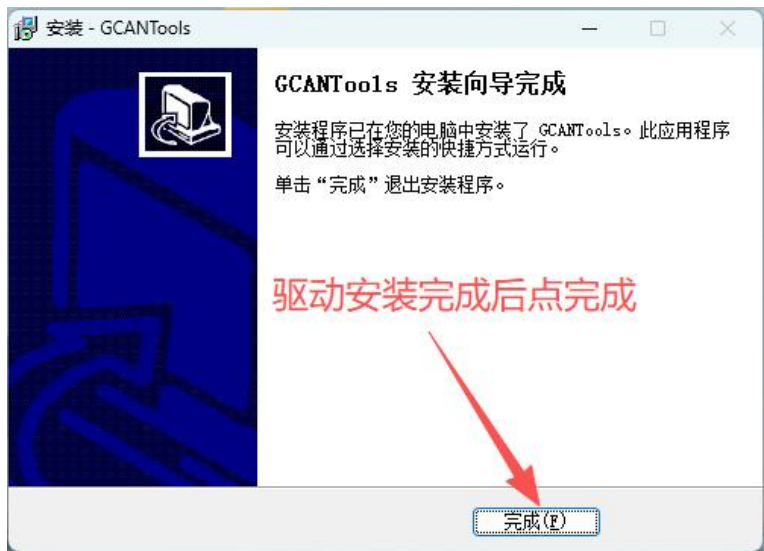 安装 - GCANTools
GCANTools 安装向导完成
安装程序已在您的电脑中安装了 GCANTools。此应用程序
可以通过选择安装的快捷方式运行。
单击“完成”退出安装程序。
驱动安装完成后点完成
完成(F)